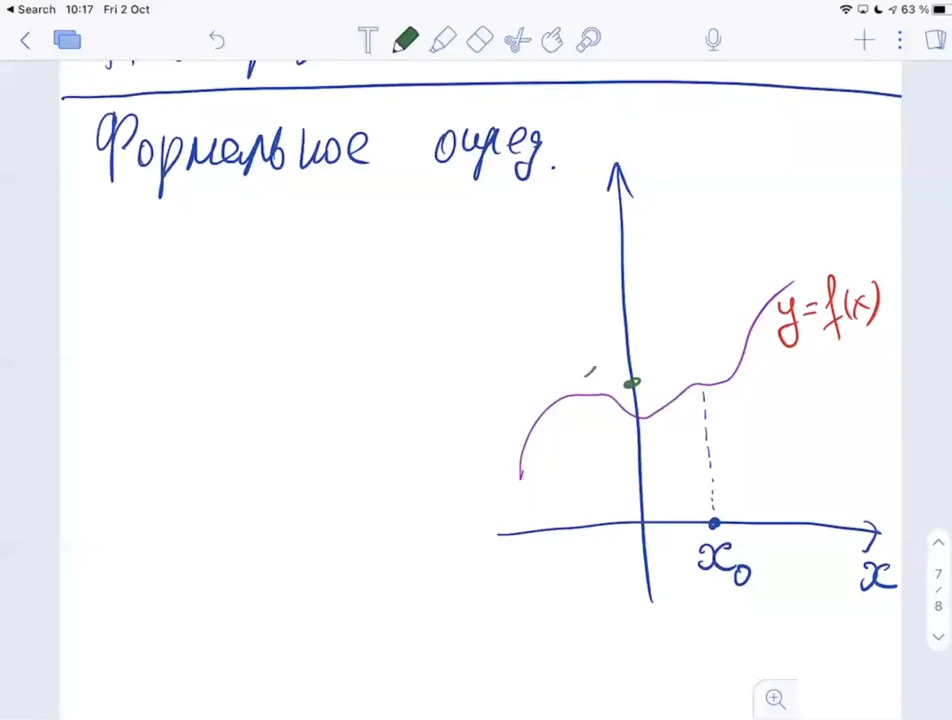 Search 10:17 Fri 2 Oct 63 %
T
Формальное опред.
y=f(x)
x₀
x
7
/
8